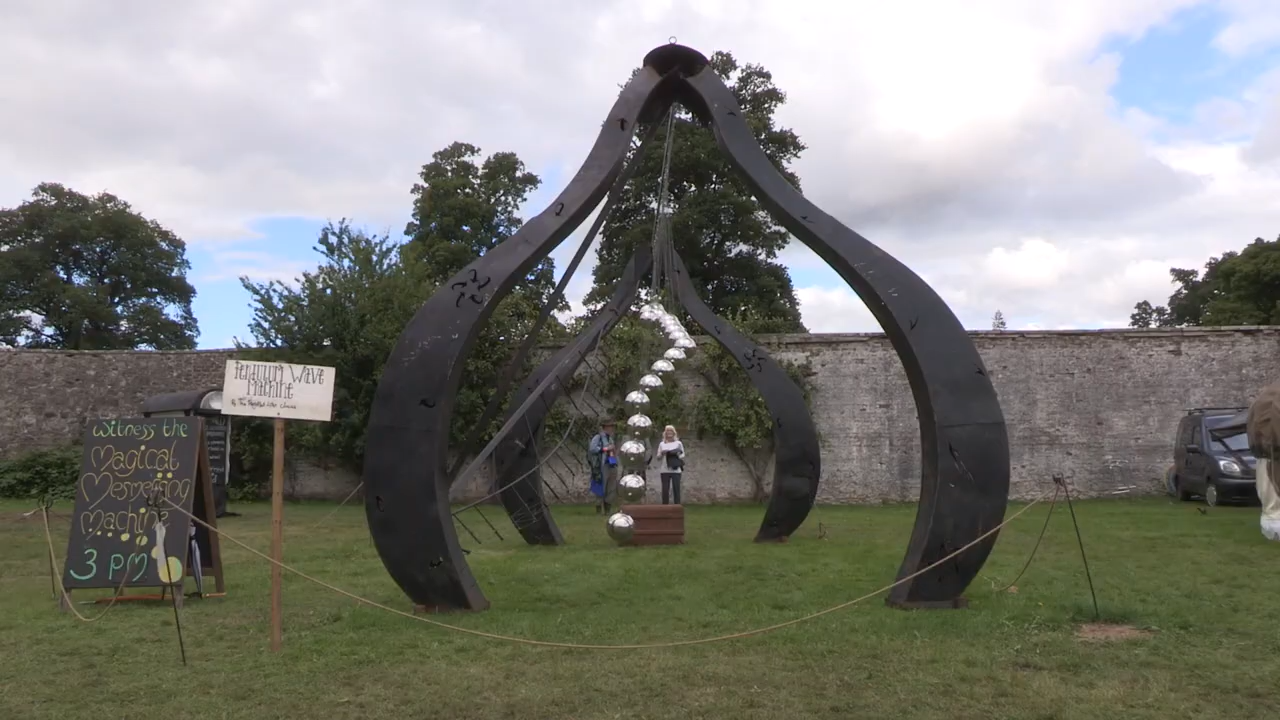 Witness the
Magical
Mesmerising
Machine
3 PM
Pendulum Wave
Machine